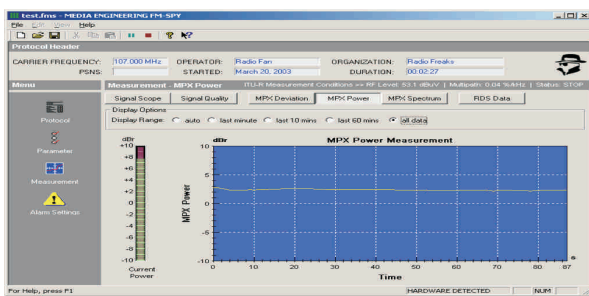 test.fms - MEDIA ENGINEERING FM-SPY
File Edit View Help
Protocol Header
CARRIER FREQUENCY: 107.000 MHz OPERATOR: Radio Fan ORGANIZATION: Radio Freaks
PSNS: STARTED: March 20, 2003 DURATION: 00:02:27
Menu Measurement - MPX Power ITU-R Measurement Conditions >> RF Level: 53.1 dBuV | Multipath: 0.04 %/kHz | Status: STOP
Signal Scope Signal Quality MPX Deviation MPX Power MPX Spectrum RDS Data
Display Options
Display Range: auto last minute last 10 mins last 60 mins all data
Protocol
Parameter
Measurement
Alarm Settings
dBr
+10
+8
+6
+4
+2
0
-2
-4
-6
-8
-10
Current
Power
dBr MPX Power Measurement
MPX Power
10
5
0
-5
-10
0 10 20 30 40 50 60 70 80 87
s
Time
For Help, press F1 HARDWARE DETECTED NUM